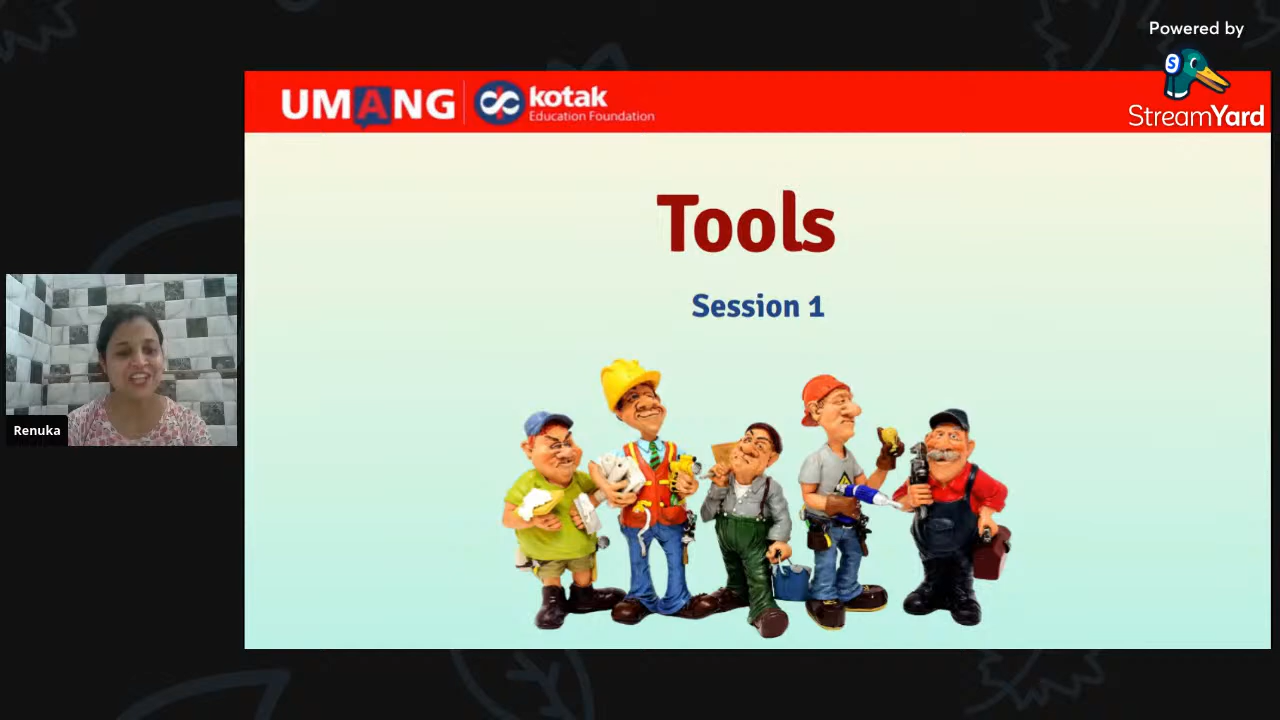 Powered by
StreamYard
UMANG
kotak
Education Foundation
Tools
Session 1
Renuka